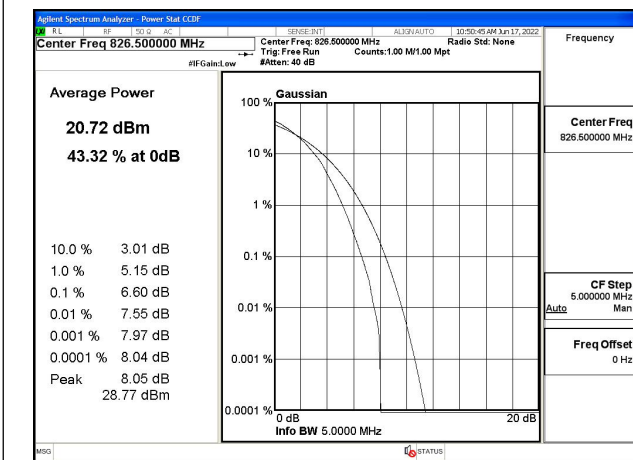 Agilent Spectrum Analyzer - Power Stat CCDF
RL RF 50 Ω AC SENSE:INT ALIGN AUTO 10:50:45 AM Jun 17, 2022
Center Freq 826.500000 MHz
Center Freq: 826.500000 MHz Radio Std: None
Trig: Free Run Counts:1.00 M/1.00 Mpt
#IFGain:Low #Atten: 40 dB
Frequency
Average Power
20.72 dBm
43.32 % at 0dB
10.0 % 3.01 dB
1.0 % 5.15 dB
0.1 % 6.60 dB
0.01 % 7.55 dB
0.001 % 7.97 dB
0.0001 % 8.04 dB
Peak 8.05 dB
28.77 dBm
Gaussian
100 %
10 %
1 %
0.1 %
0.01 %
0.001 %
0.0001 %
0 dB 20 dB
Info BW 5.0000 MHz
Center Freq
826.500000 MHz
CF Step
5.000000 MHz
Auto Man
Freq Offset
0 Hz
MSG STATUS